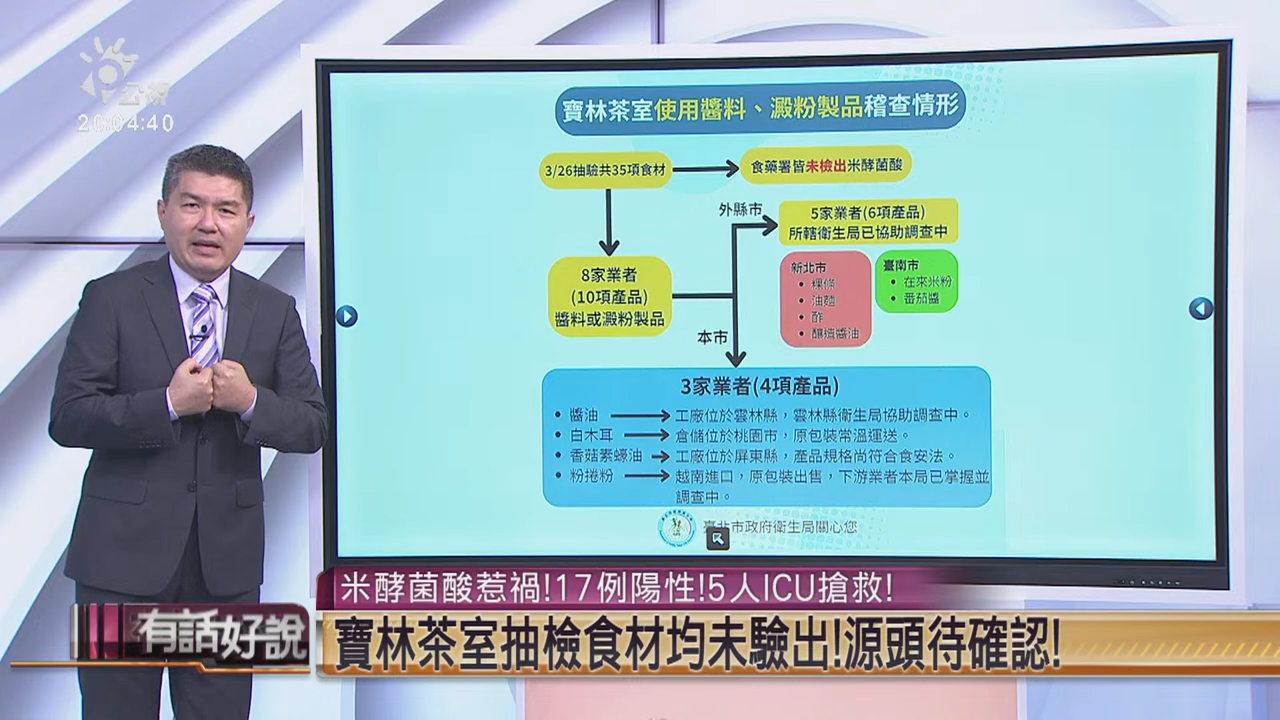 公視
20:04:40
寶林茶室使用醬料、澱粉製品稽查情形
3/26抽驗共35項食材
食藥署皆未檢出米酵菌酸
外縣市
5家業者(6項產品)
所轄衛生局已協助調查中
8家業者
(10項產品)
醬料或澱粉製品
新北市
• 粿條
• 油麵
• 酢
• 釀造醬油
臺南市
• 在來米粉
• 番茄醬
本市
3家業者(4項產品)
• 醬油
工廠位於雲林縣，雲林縣衛生局協助調查中。
• 白木耳
倉儲位於桃園市，原包裝常溫運送。
• 香菇素蠔油
工廠位於屏東縣，產品規格尚符合食安法。
• 粉捲粉
越南進口，原包裝出售，下游業者本局已掌握並
調查中。
臺北市政府衛生局關心您
米酵菌酸惹禍!17例陽性!5人ICU搶救!
有話好說
寶林茶室抽檢食材均未驗出!源頭待確認!